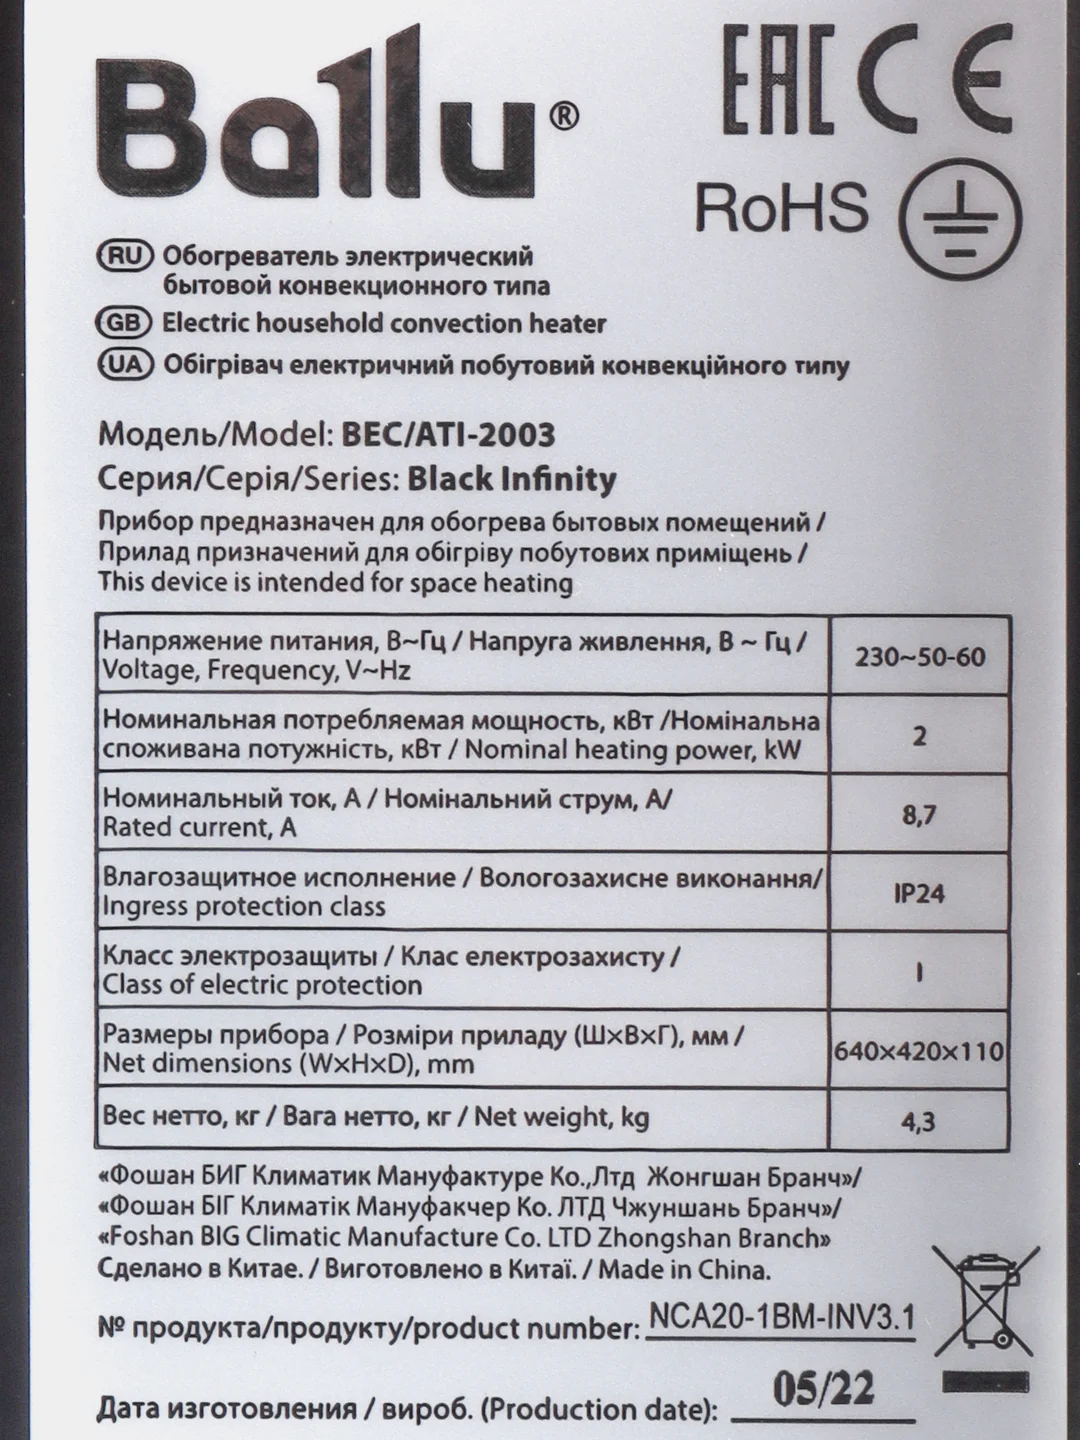 Ballu® EAC CE
RoHS
RU Обогреватель электрический
бытовой конвекционного типа
GB Electric household convection heater
UA Обігрівач електричний побутовий конвекційного типу
Модель/Model: BEC/ATI-2003
Серия/Серія/Series: Black Infinity
Прибор предназначен для обогрева бытовых помещений /
Прилад призначений для обігріву побутових приміщень /
This device is intended for space heating
Напряжение питания, В~Гц / Напруга живлення, В ~ Гц /
Voltage, Frequency, V~Hz
230~50-60
Номинальная потребляемая мощность, кВт /Номінальна
споживана потужність, кВт / Nominal heating power, kW
2
Номинальный ток, А / Номінальний струм, А/
Rated current, A
8,7
Влагозащитное исполнение / Вологозахисне виконання/
Ingress protection class
IP24
Класс электрозащиты / Клас електрозахисту /
Class of electric protection
I
Размеры прибора / Розміри приладу (Ш×В×Г), мм /
Net dimensions (W×H×D), mm
640×420×110
Вес нетто, кг / Вага нетто, кг / Net weight, kg
4,3
«Фошан БИГ Климатик Мануфактуре Ко.,Лтд Жонгшан Бранч»/
«Фошан БІГ Кліматік Мануфакчер Ко. ЛТД Чжуншань Бранч»/
«Foshan BIG Climatic Manufacture Co. LTD Zhongshan Branch»
Сделано в Китае. / Виготовлено в Китаї. / Made in China.
№ продукта/продукту/product number: NCA20-1BM-INV3.1
Дата изготовления / вироб. (Production date): 05/22